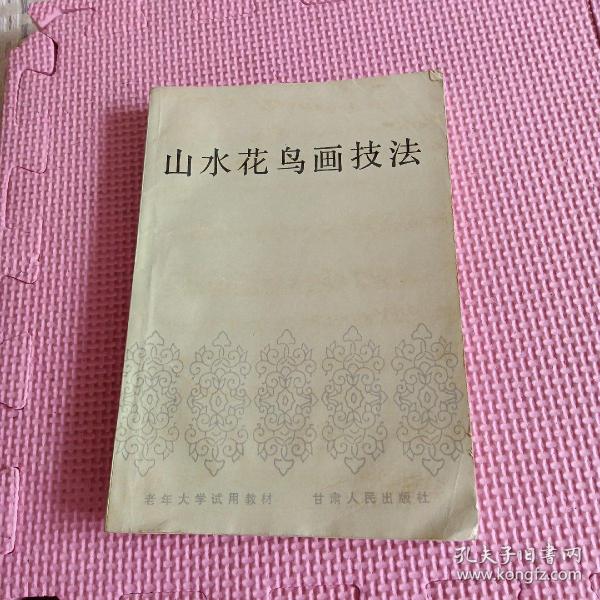 山水花鸟画技法
老年大学试用教材 甘肃人民出版社
孔夫子旧书网
www.kongfz.com